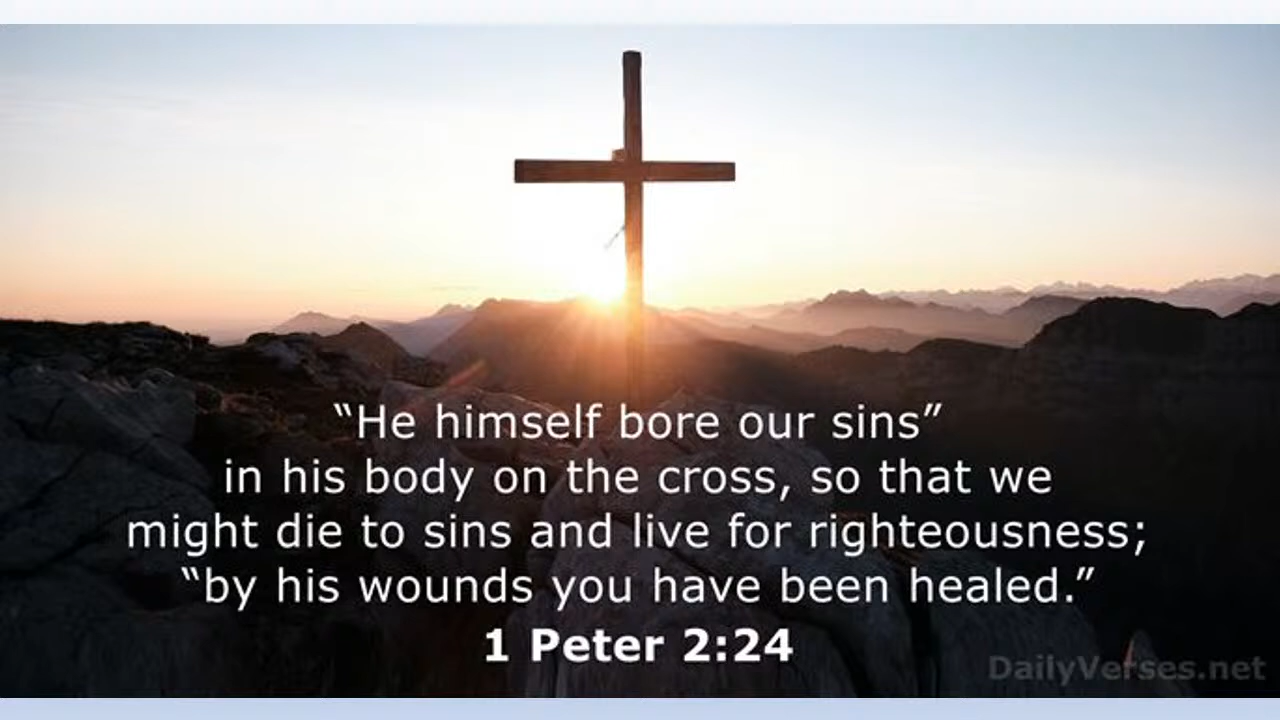 “He himself bore our sins”
in his body on the cross, so that we
might die to sins and live for righteousness;
“by his wounds you have been healed.”
1 Peter 2:24
DailyVerses.net